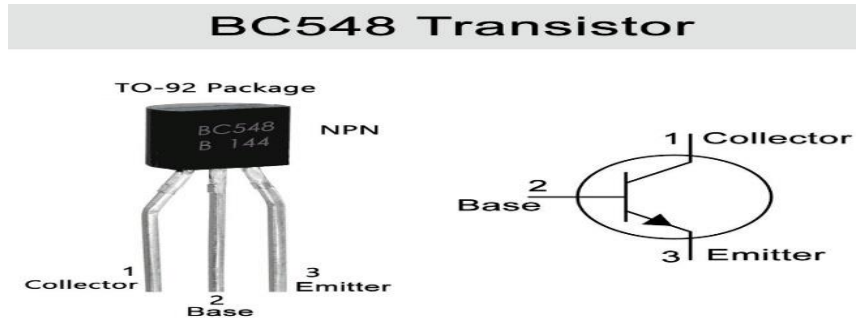 BC548 Transistor
TO-92 Package
BC548
B 144
NPN
1
Collector
2
Base
3
Emitter
1 Collector
2
Base
3 Emitter